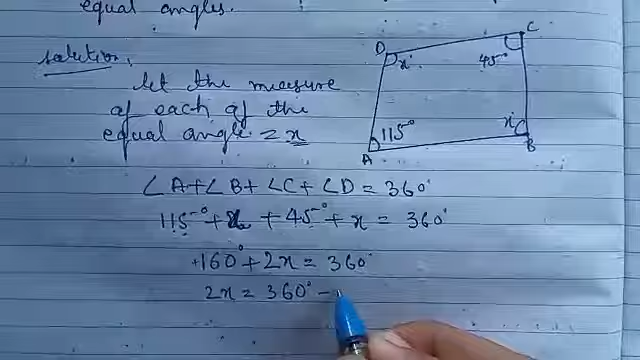 equal angles.
solution
let the measure
of each of the
equal angle = x
D
C
x°
45°
115°
x°
A
B
∠A+∠B+∠C+∠D = 360°
115° + x + 45° + x = 360°
+160° + 2x = 360°
2x = 360° -